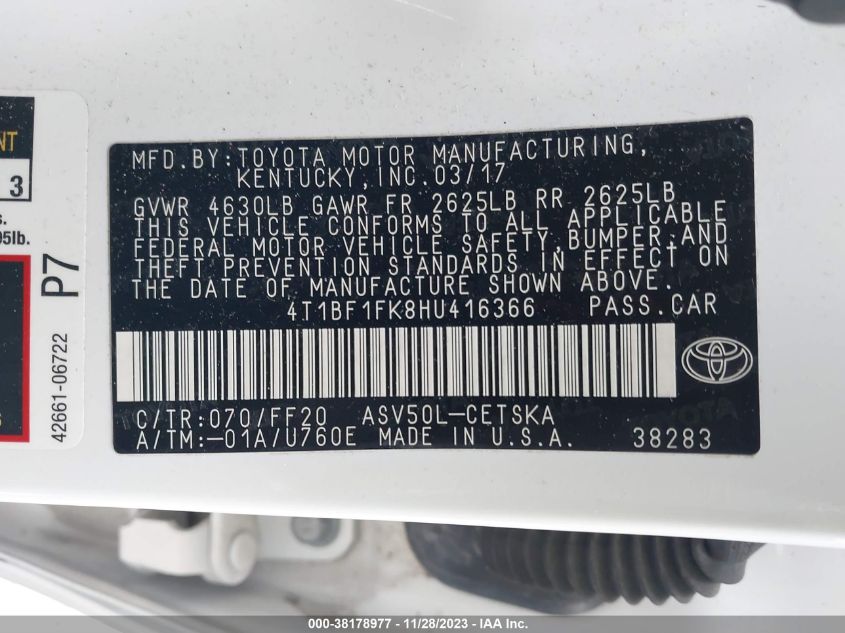 MFD. BY: TOYOTA MOTOR MANUFACTURING,
KENTUCKY, INC. 03/17
GVWR 4630LB GAWR FR 2625LB RR 2625LB
THIS VEHICLE CONFORMS TO ALL APPLICABLE
FEDERAL MOTOR VEHICLE SAFETY, BUMPER, AND
THEFT PREVENTION STANDARDS IN EFFECT ON
THE DATE OF MANUFACTURE SHOWN ABOVE.
4T1BF1FK8HU416366 PASS. CAR
C/TR: 070/FF20 ASV50L-CETSKA
A/TM: -01A/U760E MADE IN U.S.A. 38283
3
95lb.
P7
42661-06722
000-38178977 - 11/28/2023 - IAA Inc.